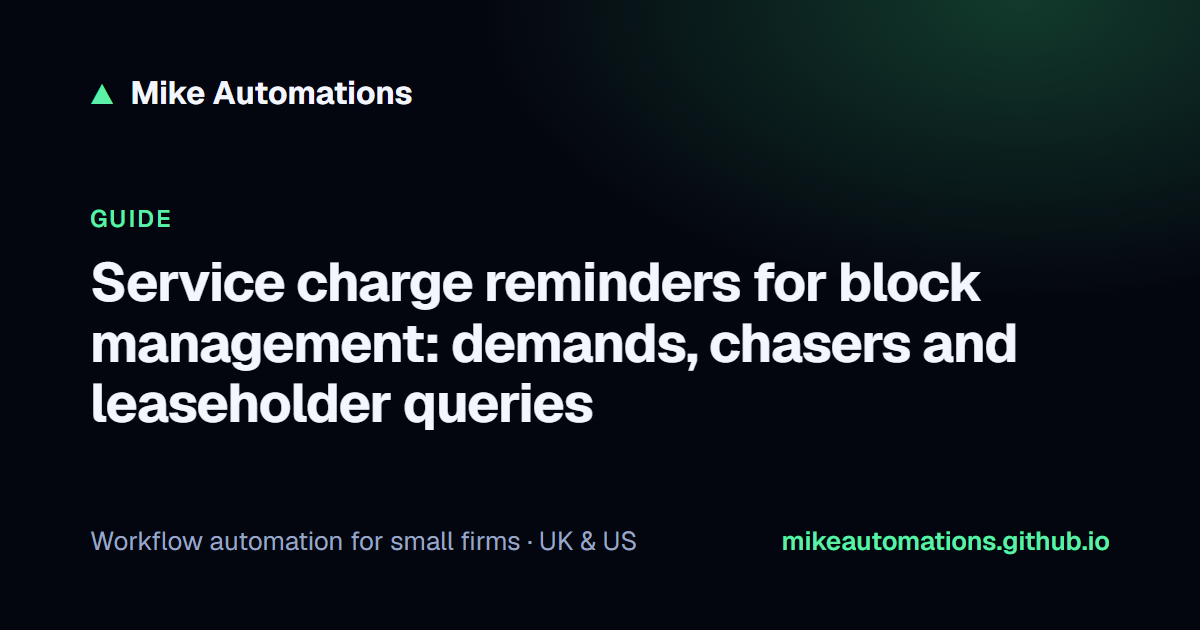 Mike Automations
GUIDE
Service charge reminders for block
management: demands, chasers and
leaseholder queries
Workflow automation for small firms · UK & US
mikeautomations.github.io